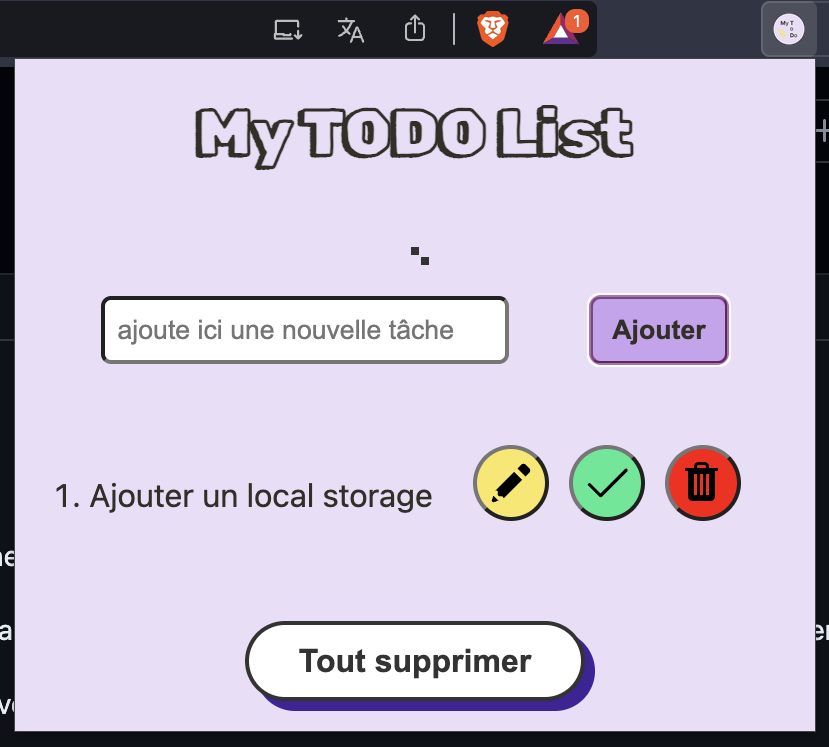 1
My T
o
Do
My TODO List
ajoute ici une nouvelle tâche
Ajouter
1. Ajouter un local storage
Tout supprimer